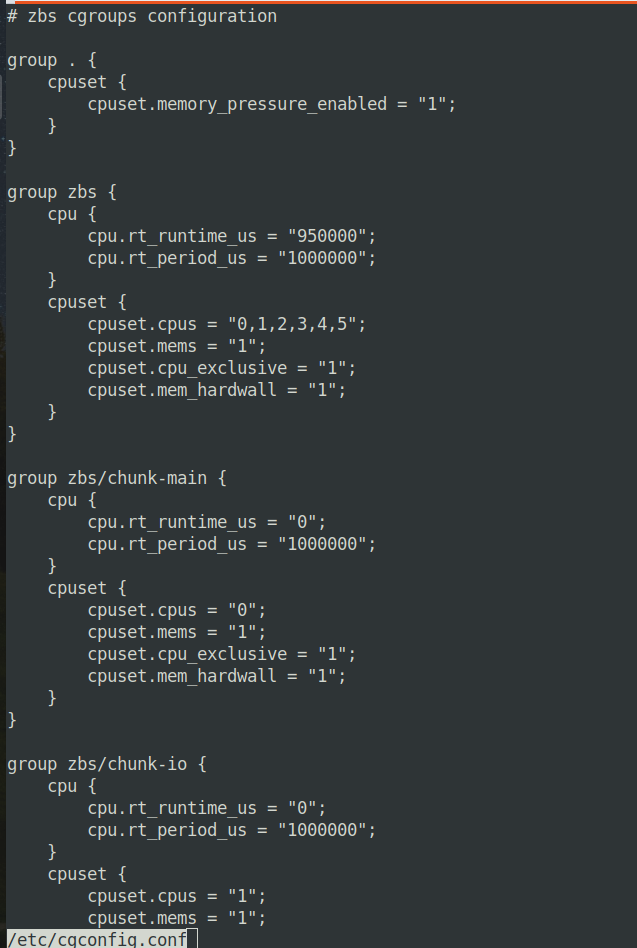 # zbs cgroups configuration
group . {
cpuset {
cpuset.memory_pressure_enabled = "1";
}
}
group zbs {
cpu {
cpu.rt_runtime_us = "950000";
cpu.rt_period_us = "1000000";
}
cpuset {
cpuset.cpus = "0,1,2,3,4,5";
cpuset.mems = "1";
cpuset.cpu_exclusive = "1";
cpuset.mem_hardwall = "1";
}
}
group zbs/chunk-main {
cpu {
cpu.rt_runtime_us = "0";
cpu.rt_period_us = "1000000";
}
cpuset {
cpuset.cpus = "0";
cpuset.mems = "1";
cpuset.cpu_exclusive = "1";
cpuset.mem_hardwall = "1";
}
}
group zbs/chunk-io {
cpu {
cpu.rt_runtime_us = "0";
cpu.rt_period_us = "1000000";
}
cpuset {
cpuset.cpus = "1";
cpuset.mems = "1";
/etc/cgconfig.conf